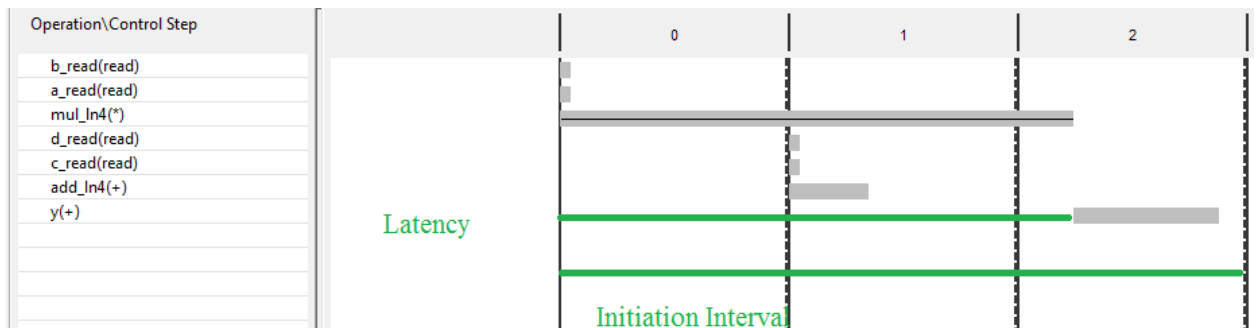 Operation\Control Step
0 1 2
b_read(read)
a_read(read)
mul_ln4(*)
d_read(read)
c_read(read)
add_ln4(+)
y(+)
Latency
Initiation Interval